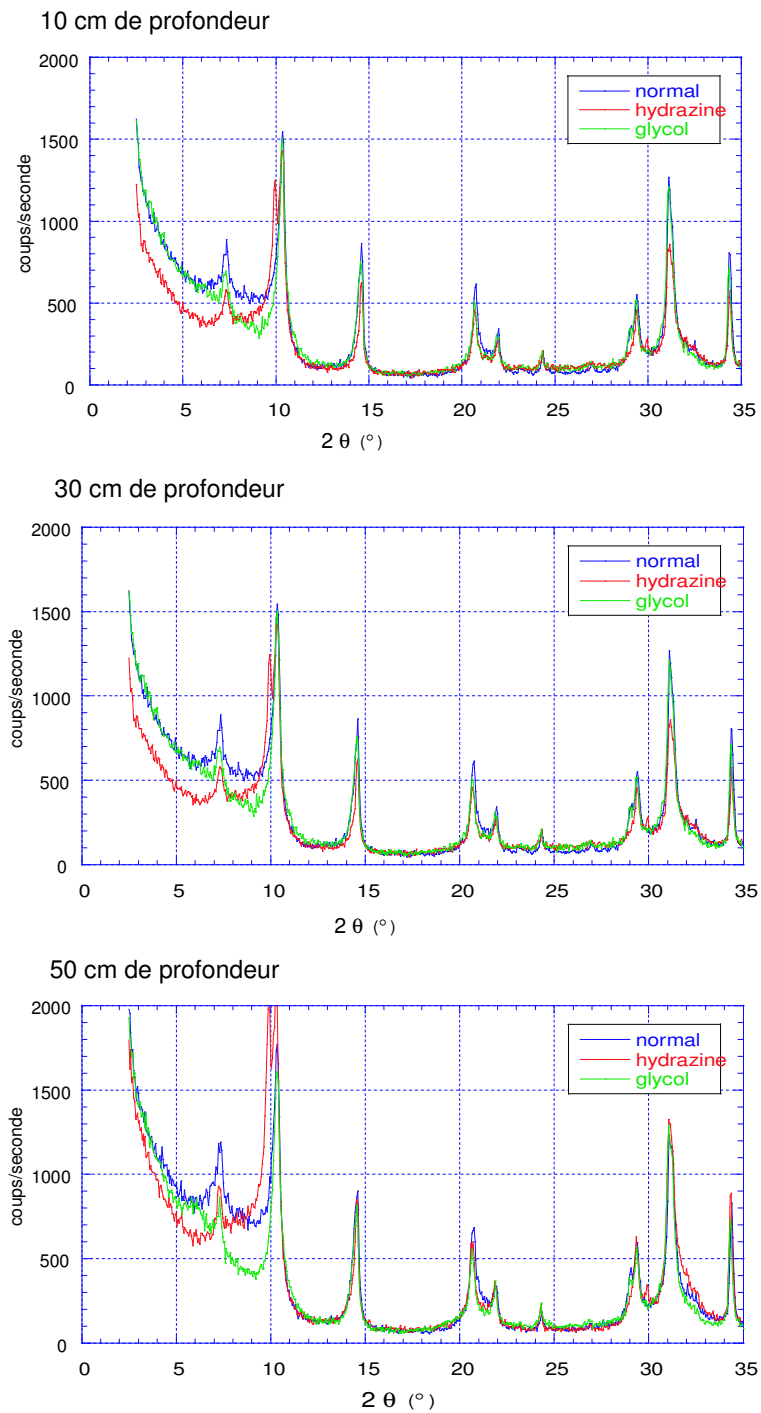 10 cm de profondeur
2000
1500
1000
500
0
coups/seconde
normal
hydrazine
glycol
0 5 10 15 20 25 30 35
2 θ (°)
30 cm de profondeur
2000
1500
1000
500
0
coups/seconde
normal
hydrazine
glycol
0 5 10 15 20 25 30 35
2 θ (°)
50 cm de profondeur
2000
1500
1000
500
0
coups/seconde
normal
hydrazine
glycol
0 5 10 15 20 25 30 35
2 θ (°)